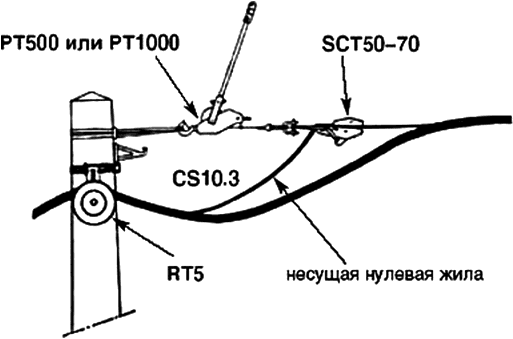 PT500 или PT1000
SCT50-70
CS10.3
RT5
несущая нулевая жила